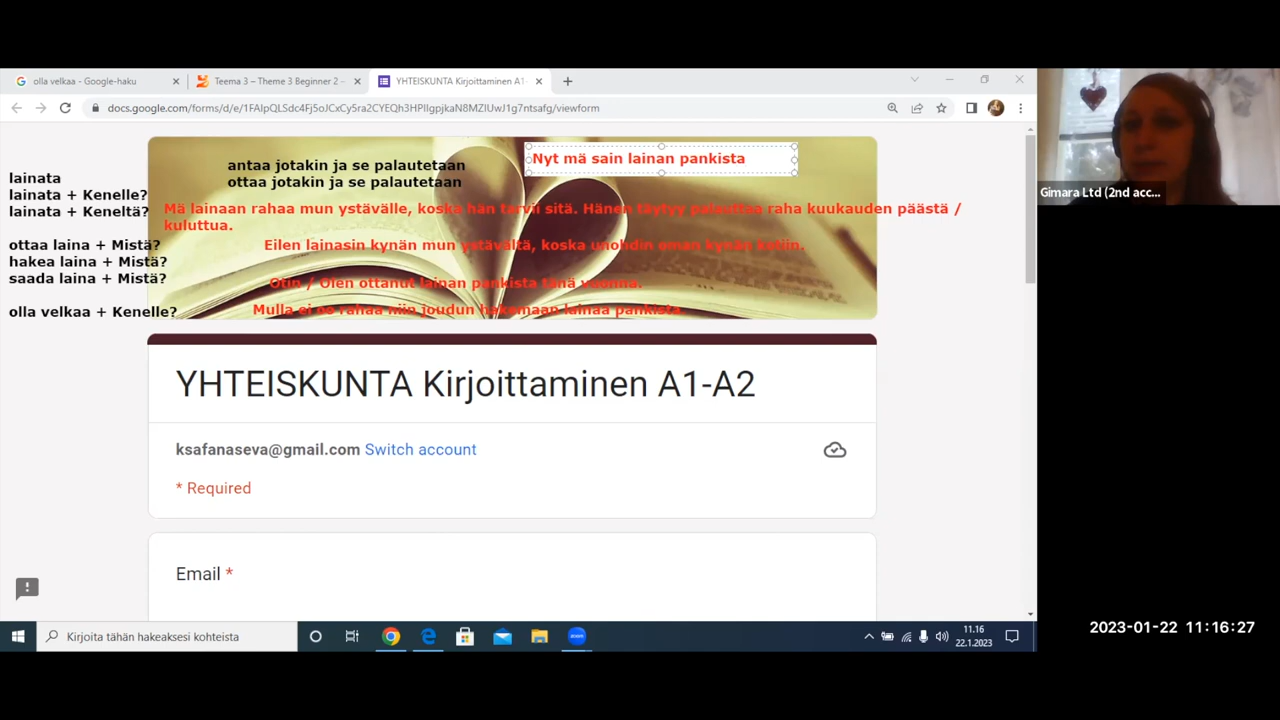 olla velkaa - Google-haku
Teema 3 – Theme 3 Beginner 2 –
YHTEISKUNTA Kirjoittaminen A1-
docs.google.com/forms/d/e/1FAIpQLSdc4Fj5oJCxCy5ra2CYEQh3HPIlgpjkaN8MZIUwJ1g7ntsafg/viewform
Nyt mä sain lainan pankista
antaa jotakin ja se palautetaan
ottaa jotakin ja se palautetaan
lainata
lainata + Kenelle?
lainata + Keneltä?
Mä lainaan rahaa mun ystävälle, koska hän tarvii sitä. Hänen täytyy palauttaa raha kuukauden päästä /
kuluttua.
ottaa laina + Mistä?
Eilen lainasin kynän mun ystävältä, koska unohdin oman kynän kotiin.
hakea laina + Mistä?
saada laina + Mistä?
Otin / Olen ottanut lainan pankista tänä vuonna.
olla velkaa + Kenelle?
Mulla ei oo rahaa niin joudun hakemaan lainaa pankista.
YHTEISKUNTA Kirjoittaminen A1-A2
ksafanaseva@gmail.com Switch account
* Required
Email *
Gimara Ltd (2nd acc...
Kirjoita tähän hakeaksesi kohteista
zoom
11.16
22.1.2023
2023-01-22 11:16:27